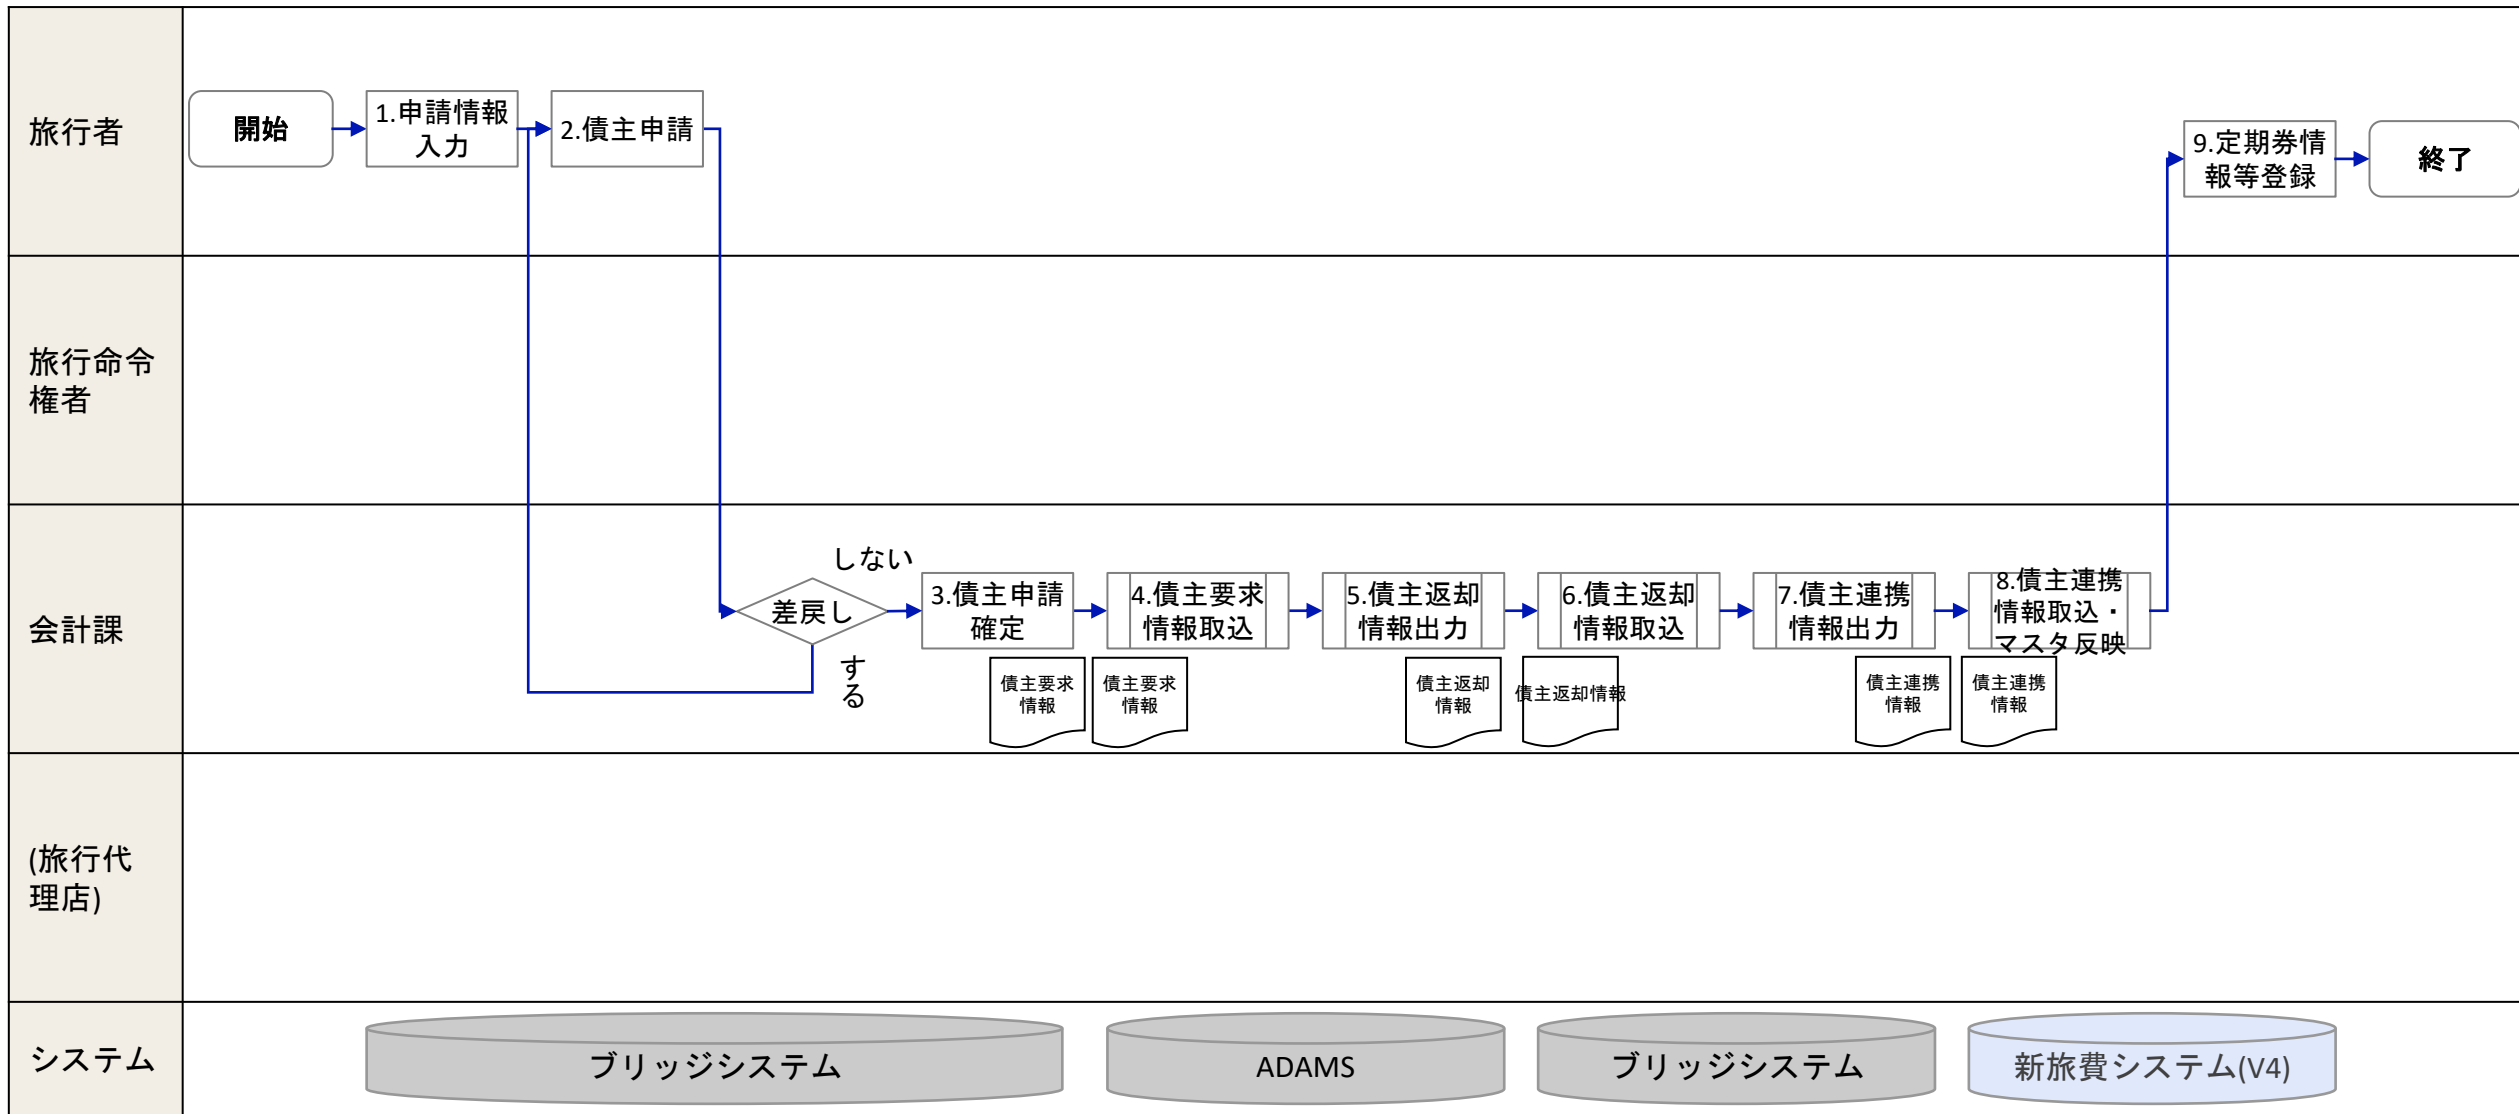 旅行者
開始
1.申請情報
入力
2.債主申請
9.定期券情
報等登録
終了
旅行命令
権者
会計課
差戻し
しない
する
3.債主申請
確定
4.債主要求
情報取込
5.債主返却
情報出力
6.債主返却
情報取込
7.債主連携
情報出力
8.債主連携
情報取込・
マスタ反映
債主要求
情報
債主要求
情報
債主返却
情報
債主返却情報
債主連携
情報
債主連携
情報
(旅行代
理店)
システム
ブリッジシステム
ADAMS
ブリッジシステム
新旅費システム(V4)